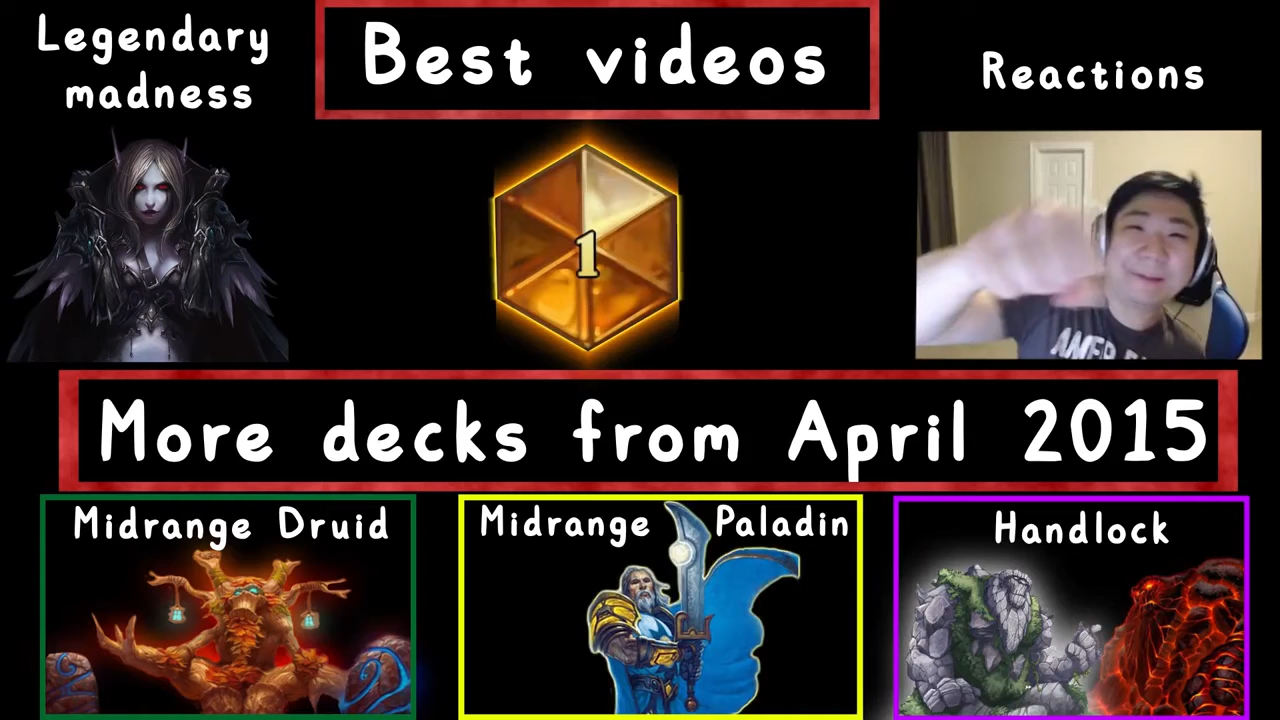 Legendary
madness
Best videos
Reactions
1
More decks from April 2015
Midrange Druid
Midrange Paladin
Handlock